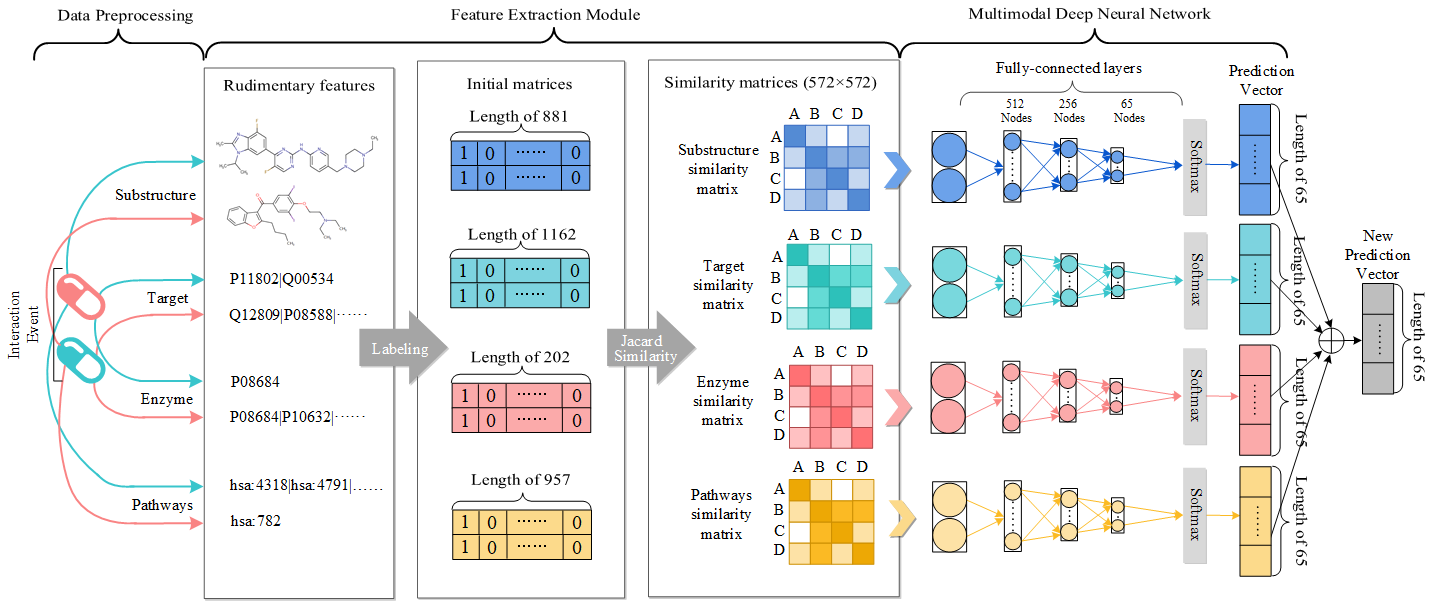 Data Preprocessing
Feature Extraction Module
Multimodal Deep Neural Network
Interaction
Event
Substructure
Target
Enzyme
Pathways
Rudimentary features
P11802|Q00534
Q12809|P08588|······
P08684
P08684|P10632|······
hsa:4318|hsa:4791|......
hsa:782
Labeling
Initial matrices
Length of 881
1 0 ······ 0
1 0 ······ 0
Length of 1162
1 0 ······ 0
1 0 ······ 0
Length of 202
1 0 ······ 0
1 0 ······ 0
Length of 957
1 0 ······ 0
1 0 ······ 0
Jacard
Similarity
Similarity matrices (572×572)
A B C D
A
B
C
D
Substructure
similarity
matrix
A B C D
A
B
C
D
Target
similarity
matrix
A B C D
A
B
C
D
Enzyme
similarity
matrix
A B C D
A
B
C
D
Pathways
similarity
matrix
Fully-connected layers
512
Nodes
256
Nodes
65
Nodes
Softmax
Softmax
Softmax
Softmax
Prediction
Vector
Length of 65
Length of 65
Length of 65
Length of 65
New
Prediction
Vector
Length of 65